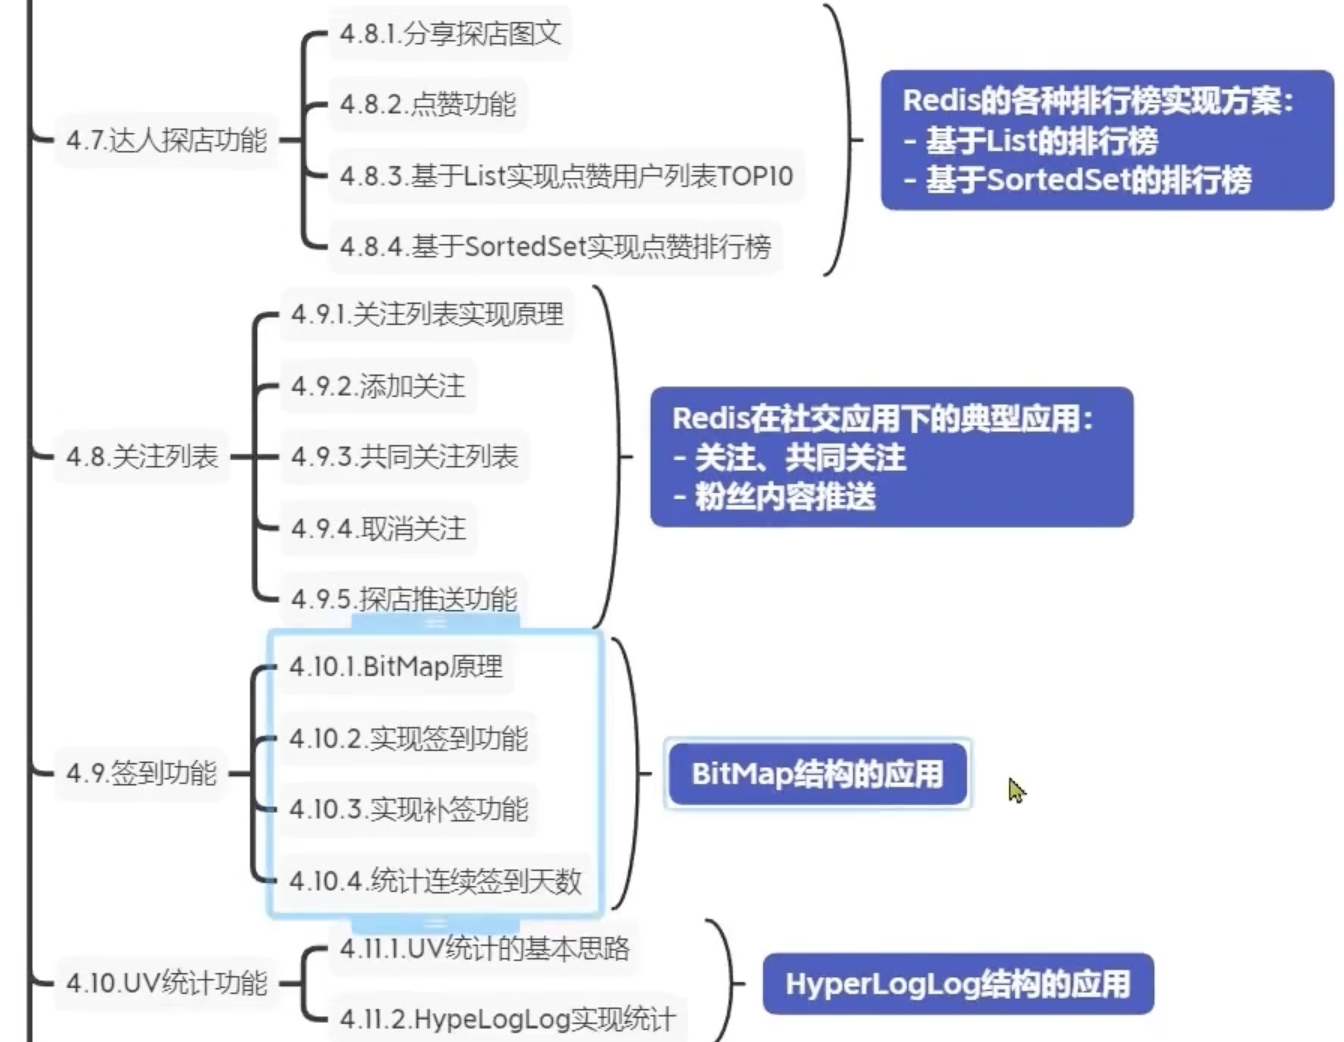 4.7.达人探店功能
4.8.1.分享探店图文
4.8.2.点赞功能
4.8.3.基于List实现点赞用户列表TOP10
4.8.4.基于SortedSet实现点赞排行榜
Redis的各种排行榜实现方案：
- 基于List的排行榜
- 基于SortedSet的排行榜
4.8.关注列表
4.9.1.关注列表实现原理
4.9.2.添加关注
4.9.3.共同关注列表
4.9.4.取消关注
4.9.5.探店推送功能
Redis在社交应用下的典型应用：
- 关注、共同关注
- 粉丝内容推送
4.9.签到功能
4.10.1.BitMap原理
4.10.2.实现签到功能
4.10.3.实现补签功能
4.10.4.统计连续签到天数
BitMap结构的应用
4.10.UV统计功能
4.11.1.UV统计的基本思路
4.11.2.HypeLogLog实现统计
HyperLogLog结构的应用